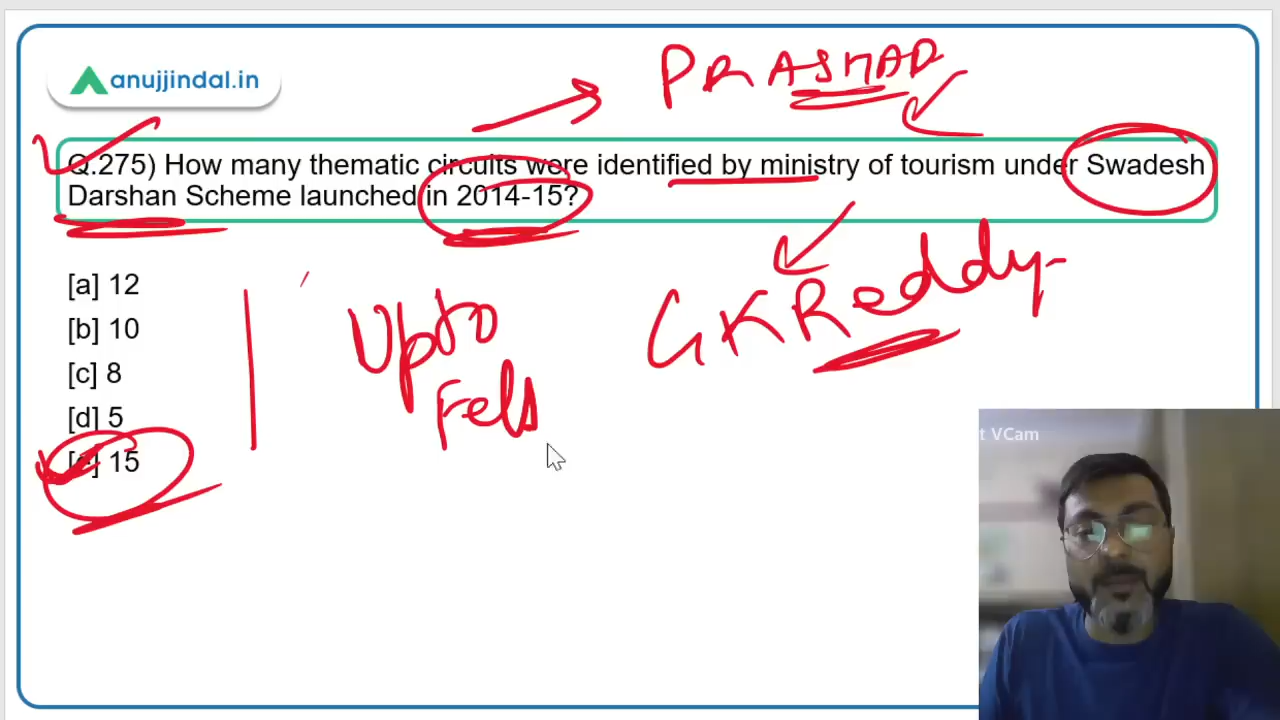 PRASHAD
anujjindal.in
Q.275) How many thematic circuits were identified by ministry of tourism under Swadesh
Darshan Scheme launched in 2014-15?
[a] 12
[b] 10
[c] 8
[d] 5
[e] 15
Upto
Feb
GK Reddy
t VCam